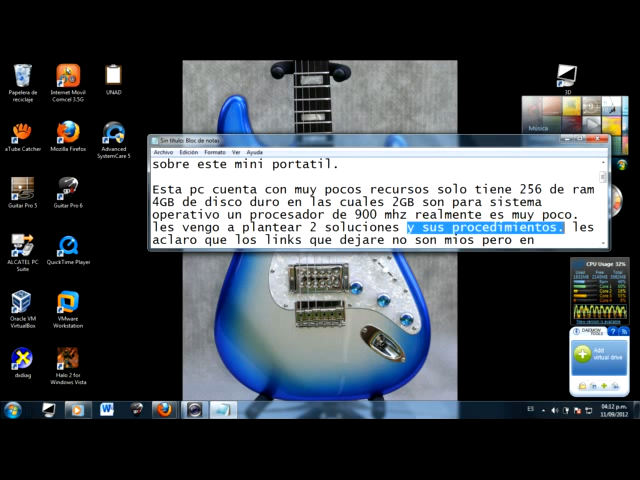 Papelera de
reciclaje
Internet Movil
Comcel 3.5G
UNAD
aTube Catcher
Mozilla Firefox
Advanced
SystemCare 5
Guitar Pro 5
Guitar Pro 6
ALCATEL PC
Suite
QuickTime Player
Oracle VM
VirtualBox
VMware
Workstation
dxdiag
Halo 2 for
Windows Vista
3D
Música
Sin título: Bloc de notas
Archivo Edición Formato Ver Ayuda
sobre este mini portatil.
Esta pc cuenta con muy pocos recursos solo tiene 256 de ram
4GB de disco duro en las cuales 2GB son para sistema
operativo un procesador de 900 mhz realmente es muy poco.
les vengo a plantear 2 soluciones y sus procedimientos. les
aclaro que los links que dejare no son mios pero en
CPU Usage 32%
Used Free Total
DAEMON
TOOLS
Add
virtual drive
ES
04:12 p.m.
11/09/2012